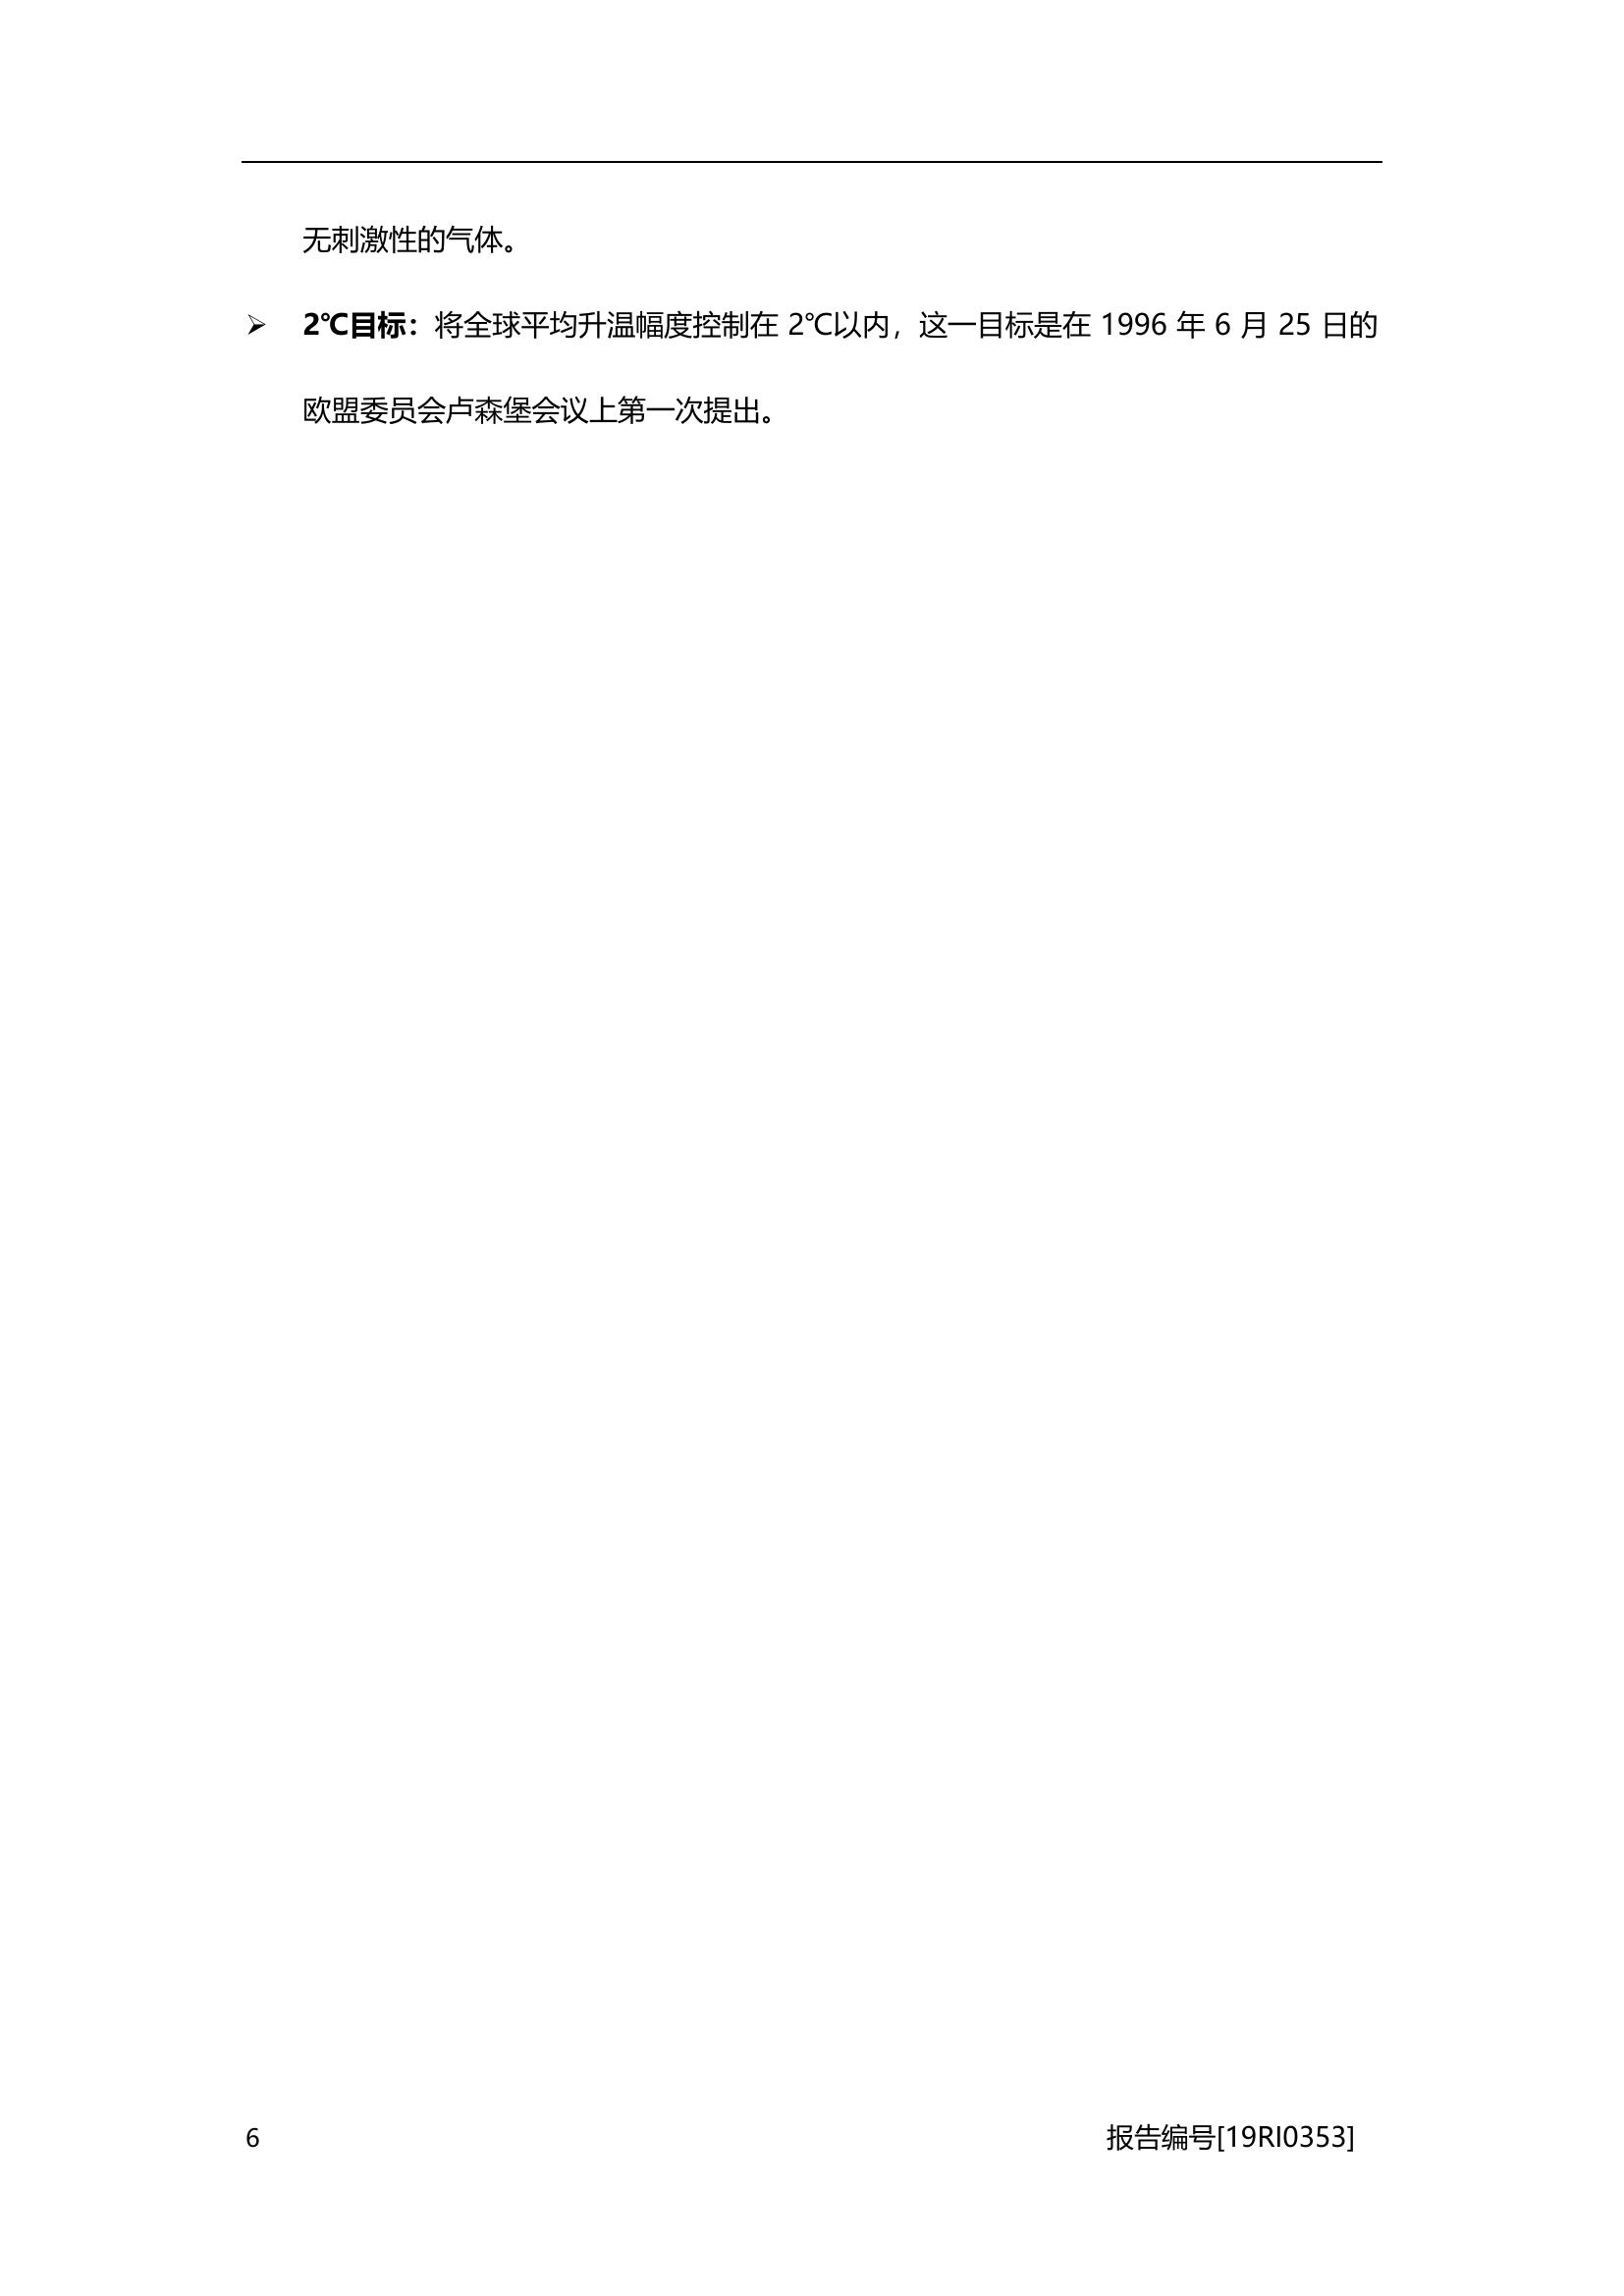 无刺激性的气体。
➢ 2℃目标：将全球平均升温幅度控制在 2℃以内，这一目标是在 1996 年 6 月 25 日的
欧盟委员会卢森堡会议上第一次提出。
6 报告编号[19RI0353]